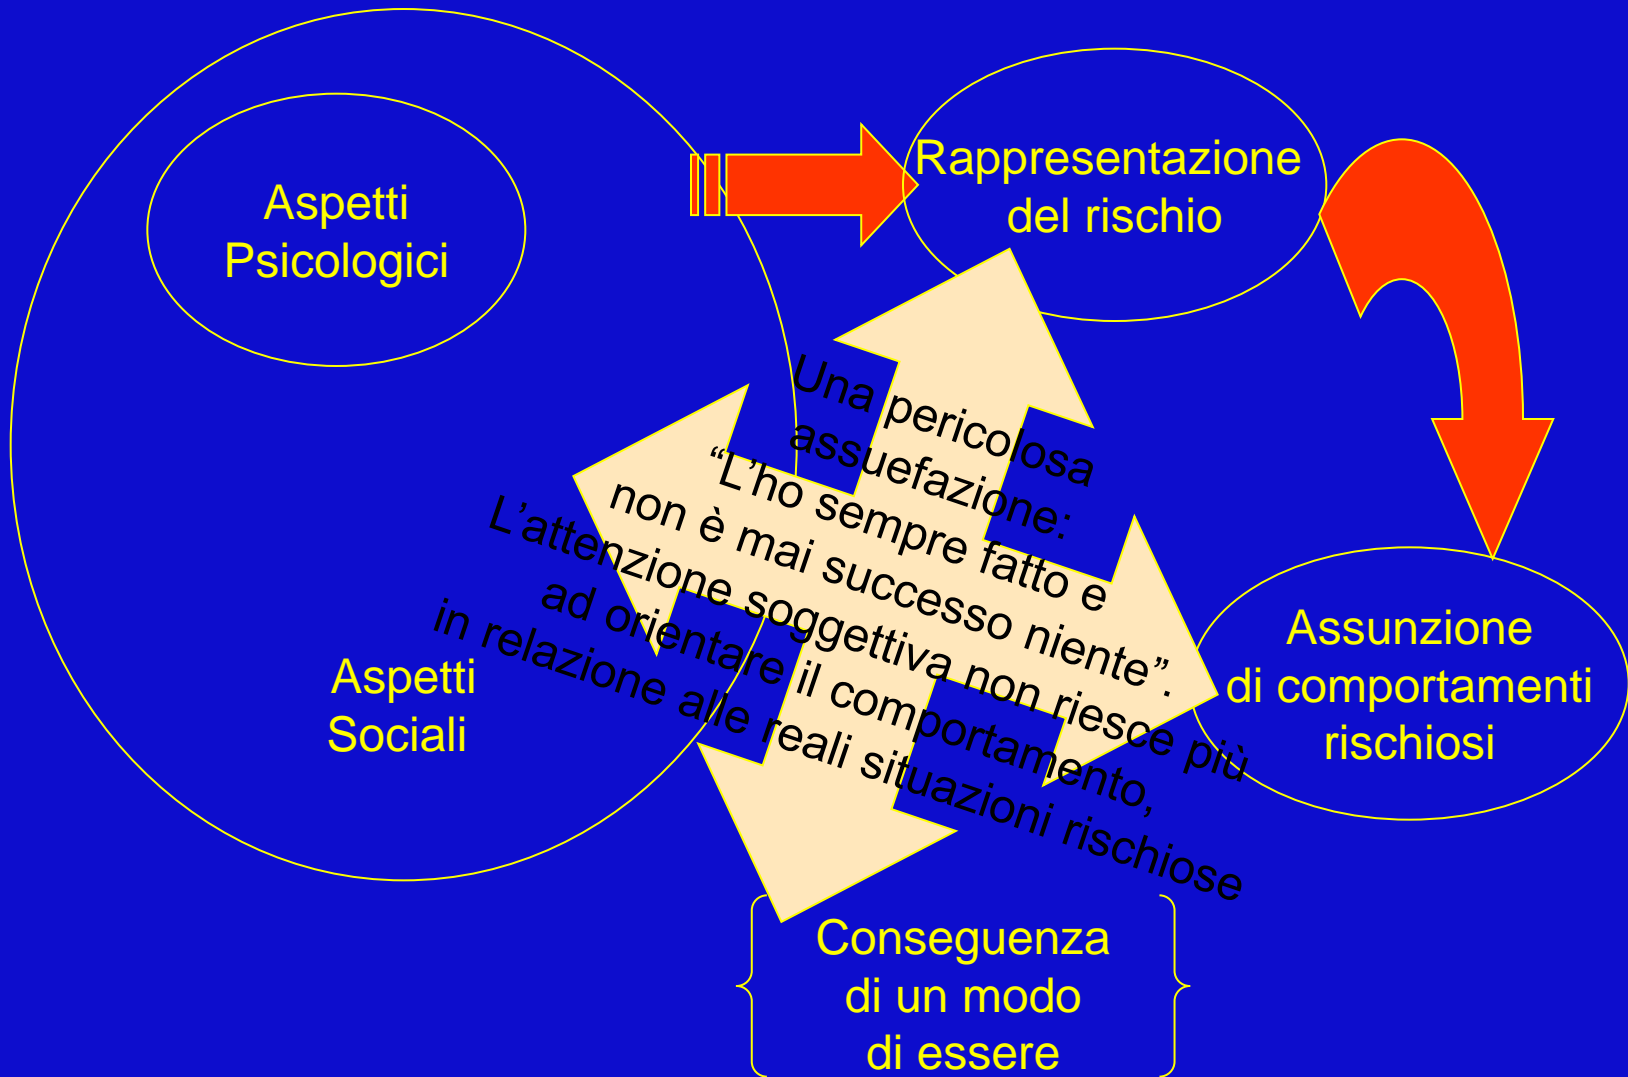 Aspetti
Psicologici
Rappresentazione
del rischio
Una pericolosa
assuefazione:
“L’ho sempre fatto e
non è mai successo niente”.
L’attenzione soggettiva non riesce più
ad orientare il comportamento,
in relazione alle reali situazioni rischiose
Aspetti
Sociali
Assunzione
di comportamenti
rischiosi
Conseguenza
di un modo
di essere